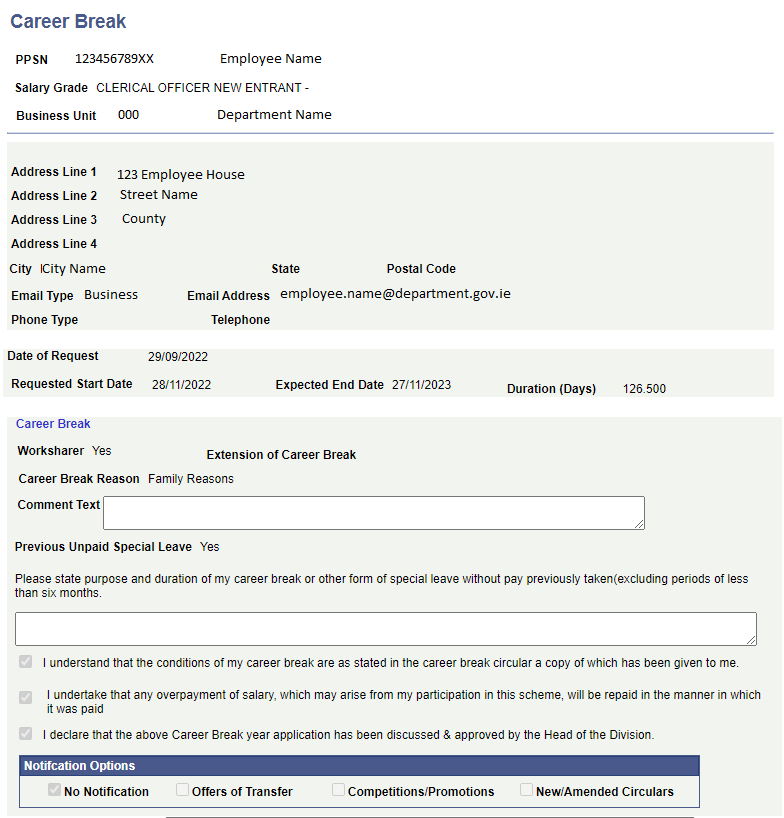 Career Break
PPSN 123456789XX Employee Name
Salary Grade CLERICAL OFFICER NEW ENTRANT -
Business Unit 000 Department Name
Address Line 1 123 Employee House
Address Line 2 Street Name
Address Line 3 County
Address Line 4
City City Name State Postal Code
Email Type Business Email Address employee.name@department.gov.ie
Phone Type Telephone
Date of Request 29/09/2022
Requested Start Date 28/11/2022 Expected End Date 27/11/2023 Duration (Days) 126.500
Career Break
Worksharer Yes Extension of Career Break
Career Break Reason Family Reasons
Comment Text
Previous Unpaid Special Leave Yes
Please state purpose and duration of my career break or other form of special leave without pay previously taken(excluding periods of less
than six months.
I understand that the conditions of my career break are as stated in the career break circular a copy of which has been given to me.
I undertake that any overpayment of salary, which may arise from my participation in this scheme, will be repaid in the manner in which
it was paid
I declare that the above Career Break year application has been discussed & approved by the Head of the Division.
Notifcation Options
No Notification Offers of Transfer Competitions/Promotions New/Amended Circulars